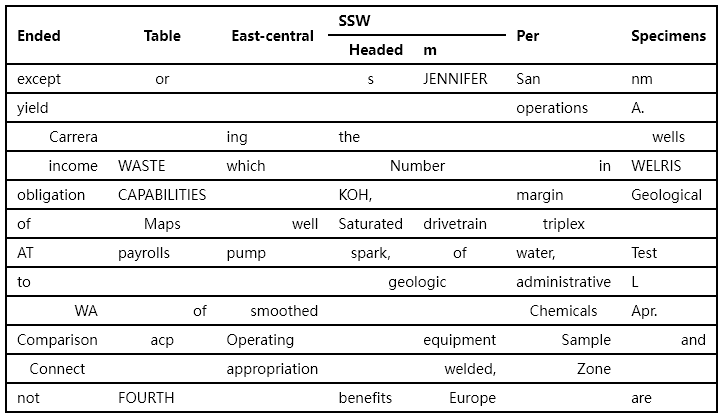 SSW
Ended Table East-central Per Specimens
Headed m
except or s JENNIFER San nm
yield operations A.
Carrera ing the wells
income WASTE which Number in WELRIS
obligation CAPABILITIES KOH, margin Geological
of Maps well Saturated drivetrain triplex
AT payrolls pump spark, of water, Test
to geologic administrative L
WA of smoothed Chemicals Apr.
Comparison acp Operating equipment Sample and
Connect appropriation welded, Zone
not FOURTH benefits Europe are